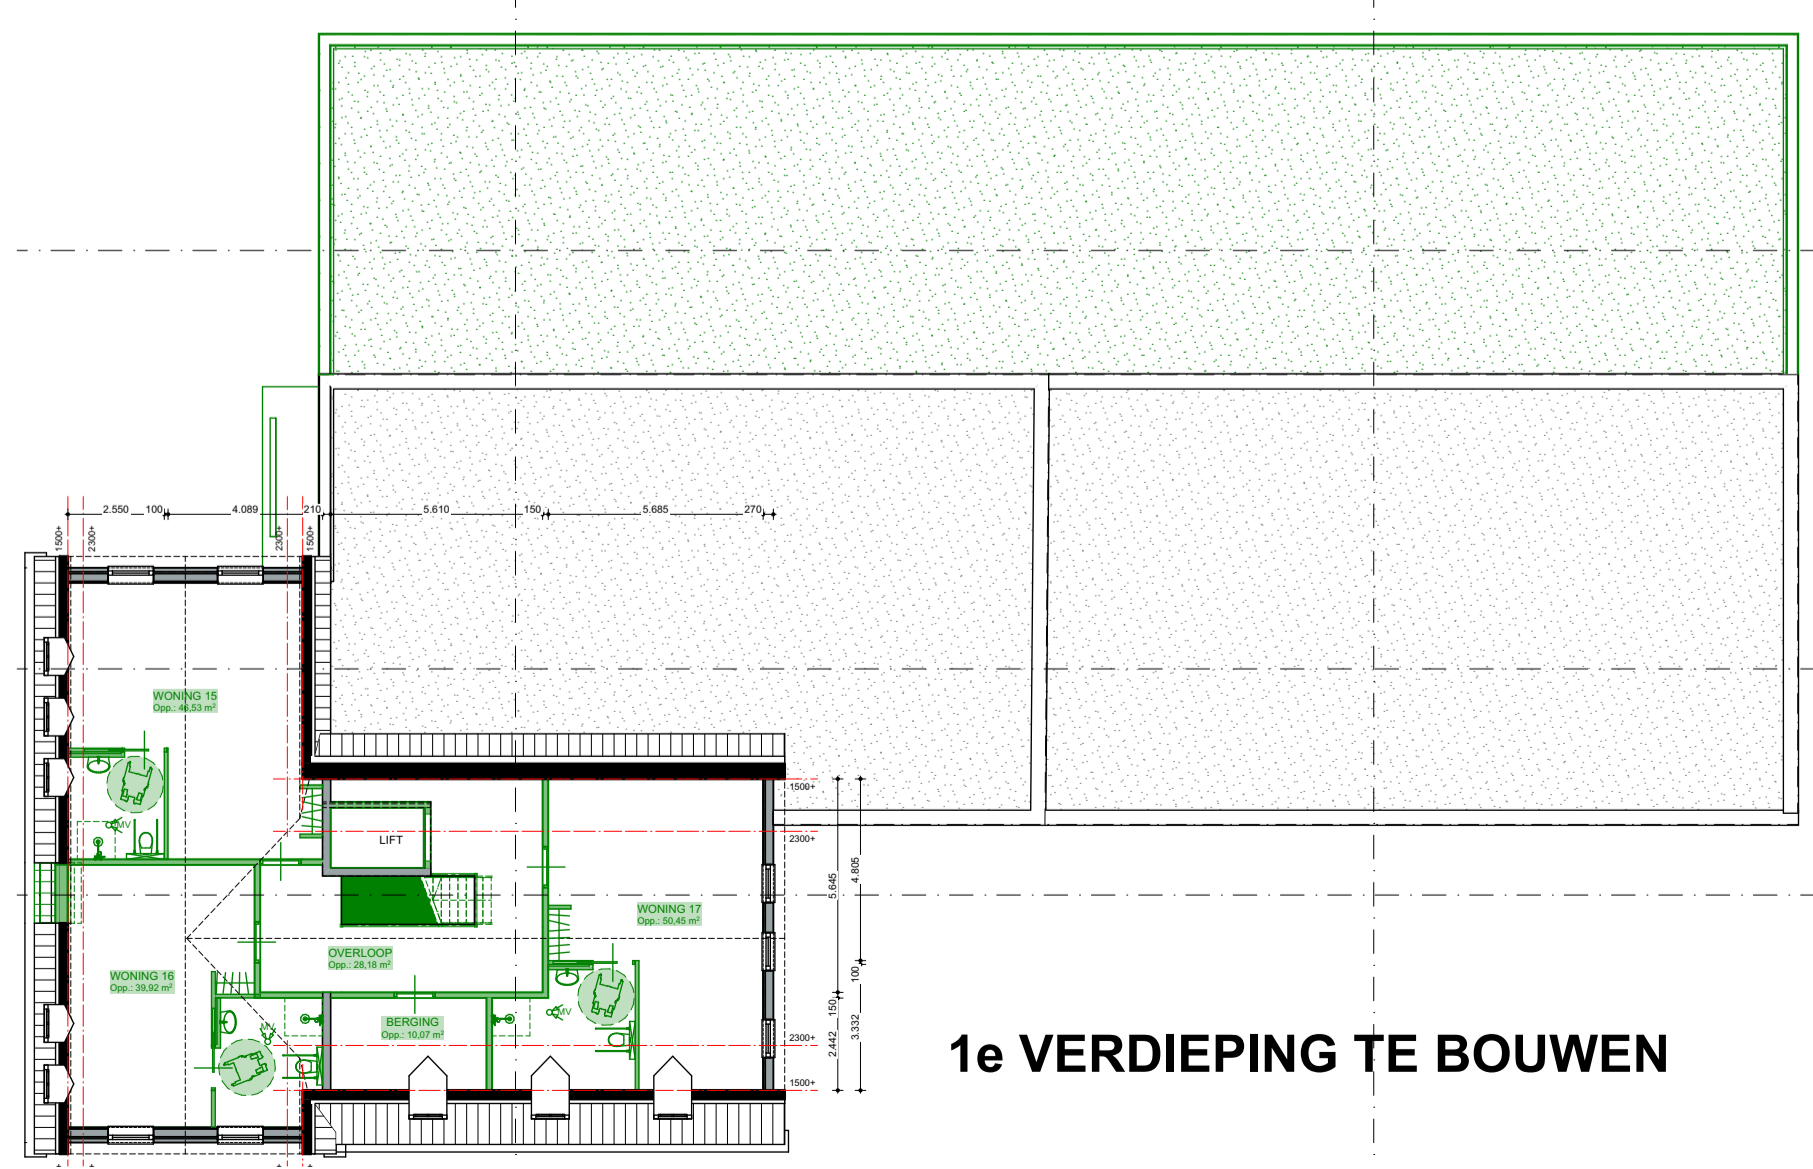 2.550 100 4.089 210 5.610 150 5.685 270
1500+ 2300+ 2300+ 1500+
WONING 15
Opp.: 46,53 m²
MV
1500+
LIFT
2300+
5.645 4.805
WONING 17
Opp.: 50,45 m²
OVERLOOP
Opp.: 28,18 m²
WONING 16
Opp.: 39,92 m²
100
150
MV
MV
BERGING
Opp.: 10,07 m²
2300+
2.442 3.332
1500+
1e VERDIEPING TE BOUWEN